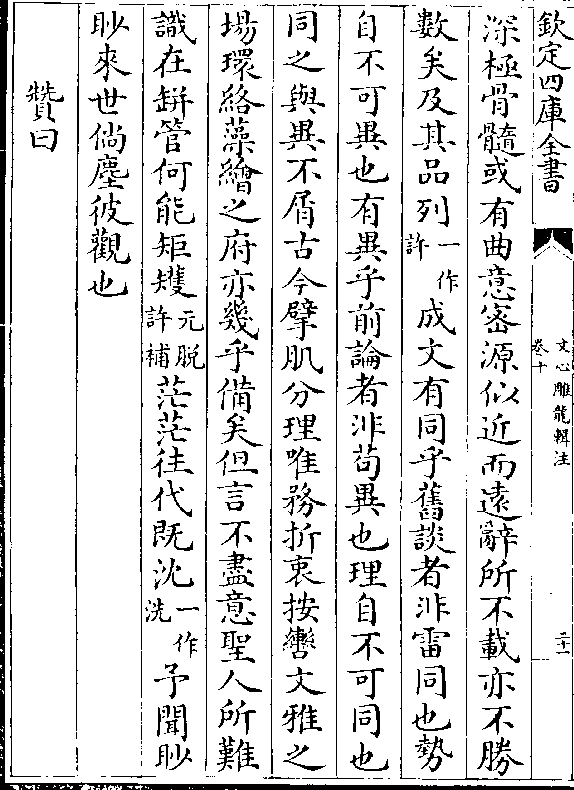 欽定四庫全書
文心雕龍輯注
卷十
二十一
深極骨髓或有曲意密源似近而遠辭所不載亦不勝
數矣及其品列一作許成文有同乎舊談者非雷同也勢
自不可異也有異乎前論者非苟異也理自不可同也
同之與異不屑古今擘肌分理唯務折衷按轡文雅之
場環絡藻繪之府亦幾乎備矣但言不盡意聖人所難
識在缾管何能矩矱元脫許補茫茫往代既沈一作洗予聞眇
眇來世倘塵彼觀也
贊曰